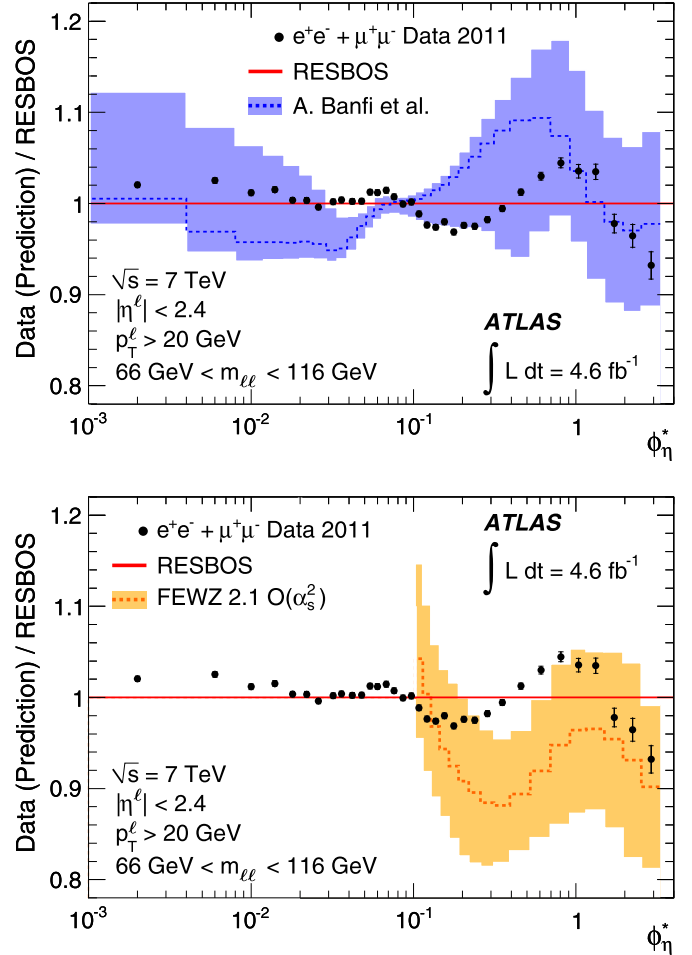 Data (Prediction) / RESBOS
1.2
1.1
1
0.9
0.8
e⁺e⁻ + μ⁺μ⁻ Data 2011
RESBOS
A. Banfi et al.
√s = 7 TeV
|η^ℓ| < 2.4
p_T^ℓ > 20 GeV
66 GeV < m_ℓℓ < 116 GeV
ATLAS
∫ L dt = 4.6 fb⁻¹
10⁻³ 10⁻² 10⁻¹ 1
ϕ*_η
Data (Prediction) / RESBOS
1.2
1.1
1
0.9
0.8
e⁺e⁻ + μ⁺μ⁻ Data 2011
RESBOS
FEWZ 2.1 O(α_s²)
ATLAS
∫ L dt = 4.6 fb⁻¹
√s = 7 TeV
|η^ℓ| < 2.4
p_T^ℓ > 20 GeV
66 GeV < m_ℓℓ < 116 GeV
10⁻³ 10⁻² 10⁻¹ 1
ϕ*_η